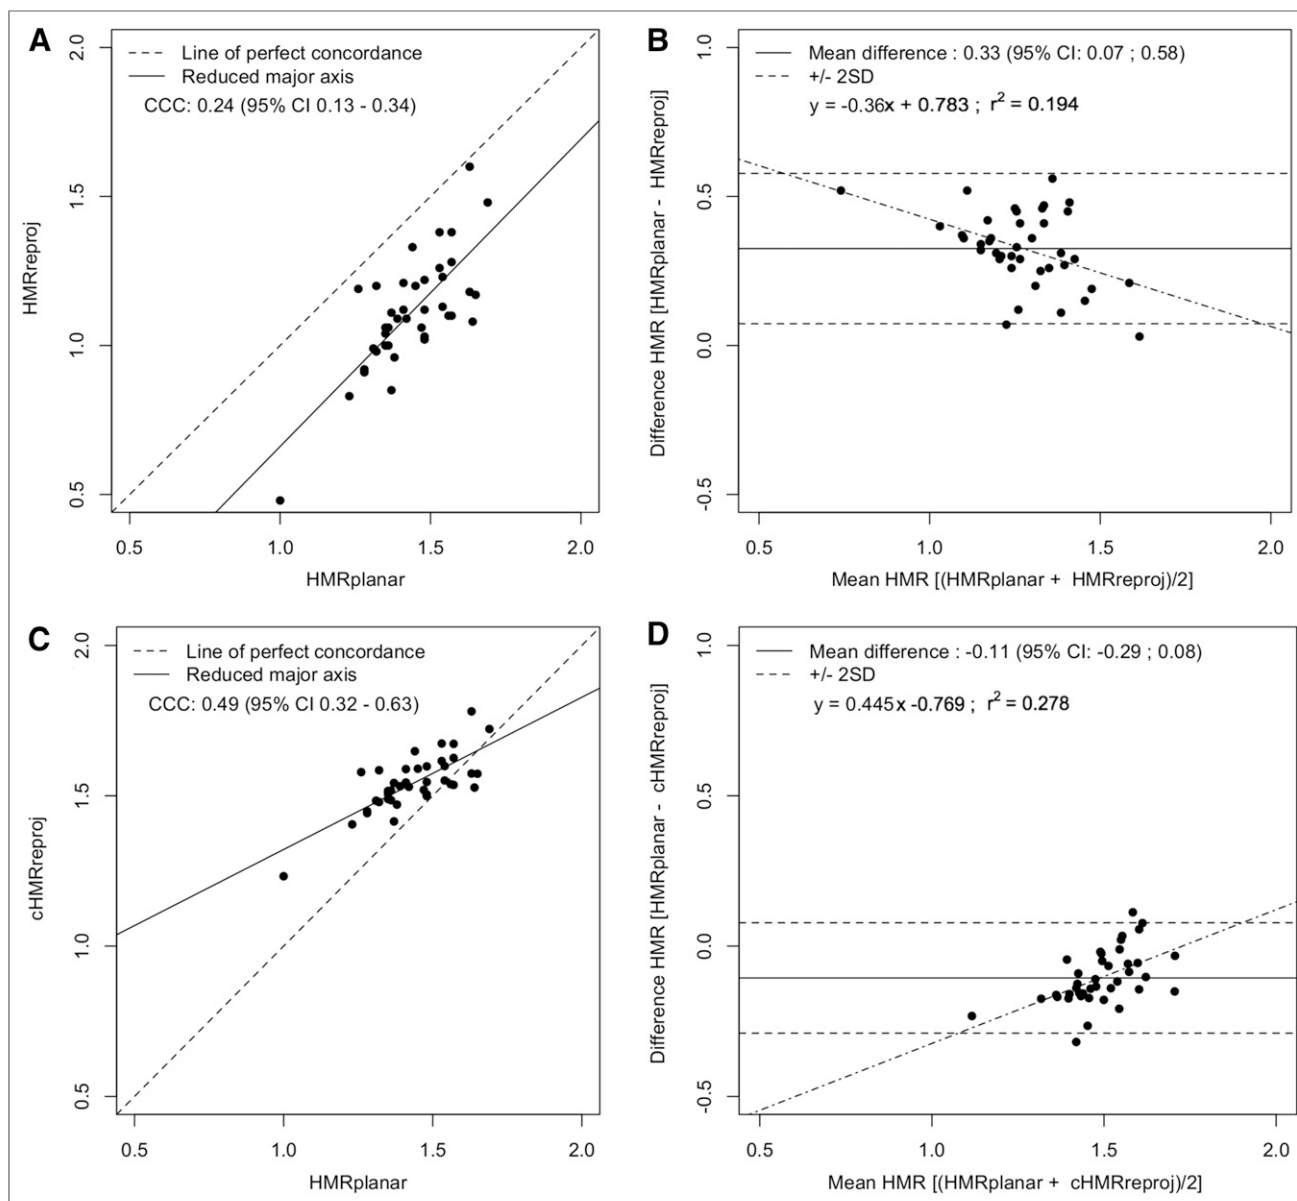 A
2.0
1.5
1.0
0.5
HMRreproj
Line of perfect concordance
Reduced major axis
CCC: 0.24 (95% CI 0.13 - 0.34)
0.5 1.0 1.5 2.0
HMRplanar
B
1.0
0.5
0.0
-0.5
Difference HMR [HMRplanar - HMRreproj]
Mean difference : 0.33 (95% CI: 0.07 ; 0.58)
+/- 2SD
y = -0.36x + 0.783 ; r² = 0.194
0.5 1.0 1.5 2.0
Mean HMR [(HMRplanar + HMRreproj)/2]
C
2.0
1.5
1.0
0.5
cHMRreproj
Line of perfect concordance
Reduced major axis
CCC: 0.49 (95% CI 0.32 - 0.63)
0.5 1.0 1.5 2.0
HMRplanar
D
1.0
0.5
0.0
-0.5
Difference HMR [HMRplanar - cHMRreproj]
Mean difference : -0.11 (95% CI: -0.29 ; 0.08)
+/- 2SD
y = 0.445x -0.769 ; r² = 0.278
0.5 1.0 1.5 2.0
Mean HMR [(HMRplanar + cHMRreproj)/2]